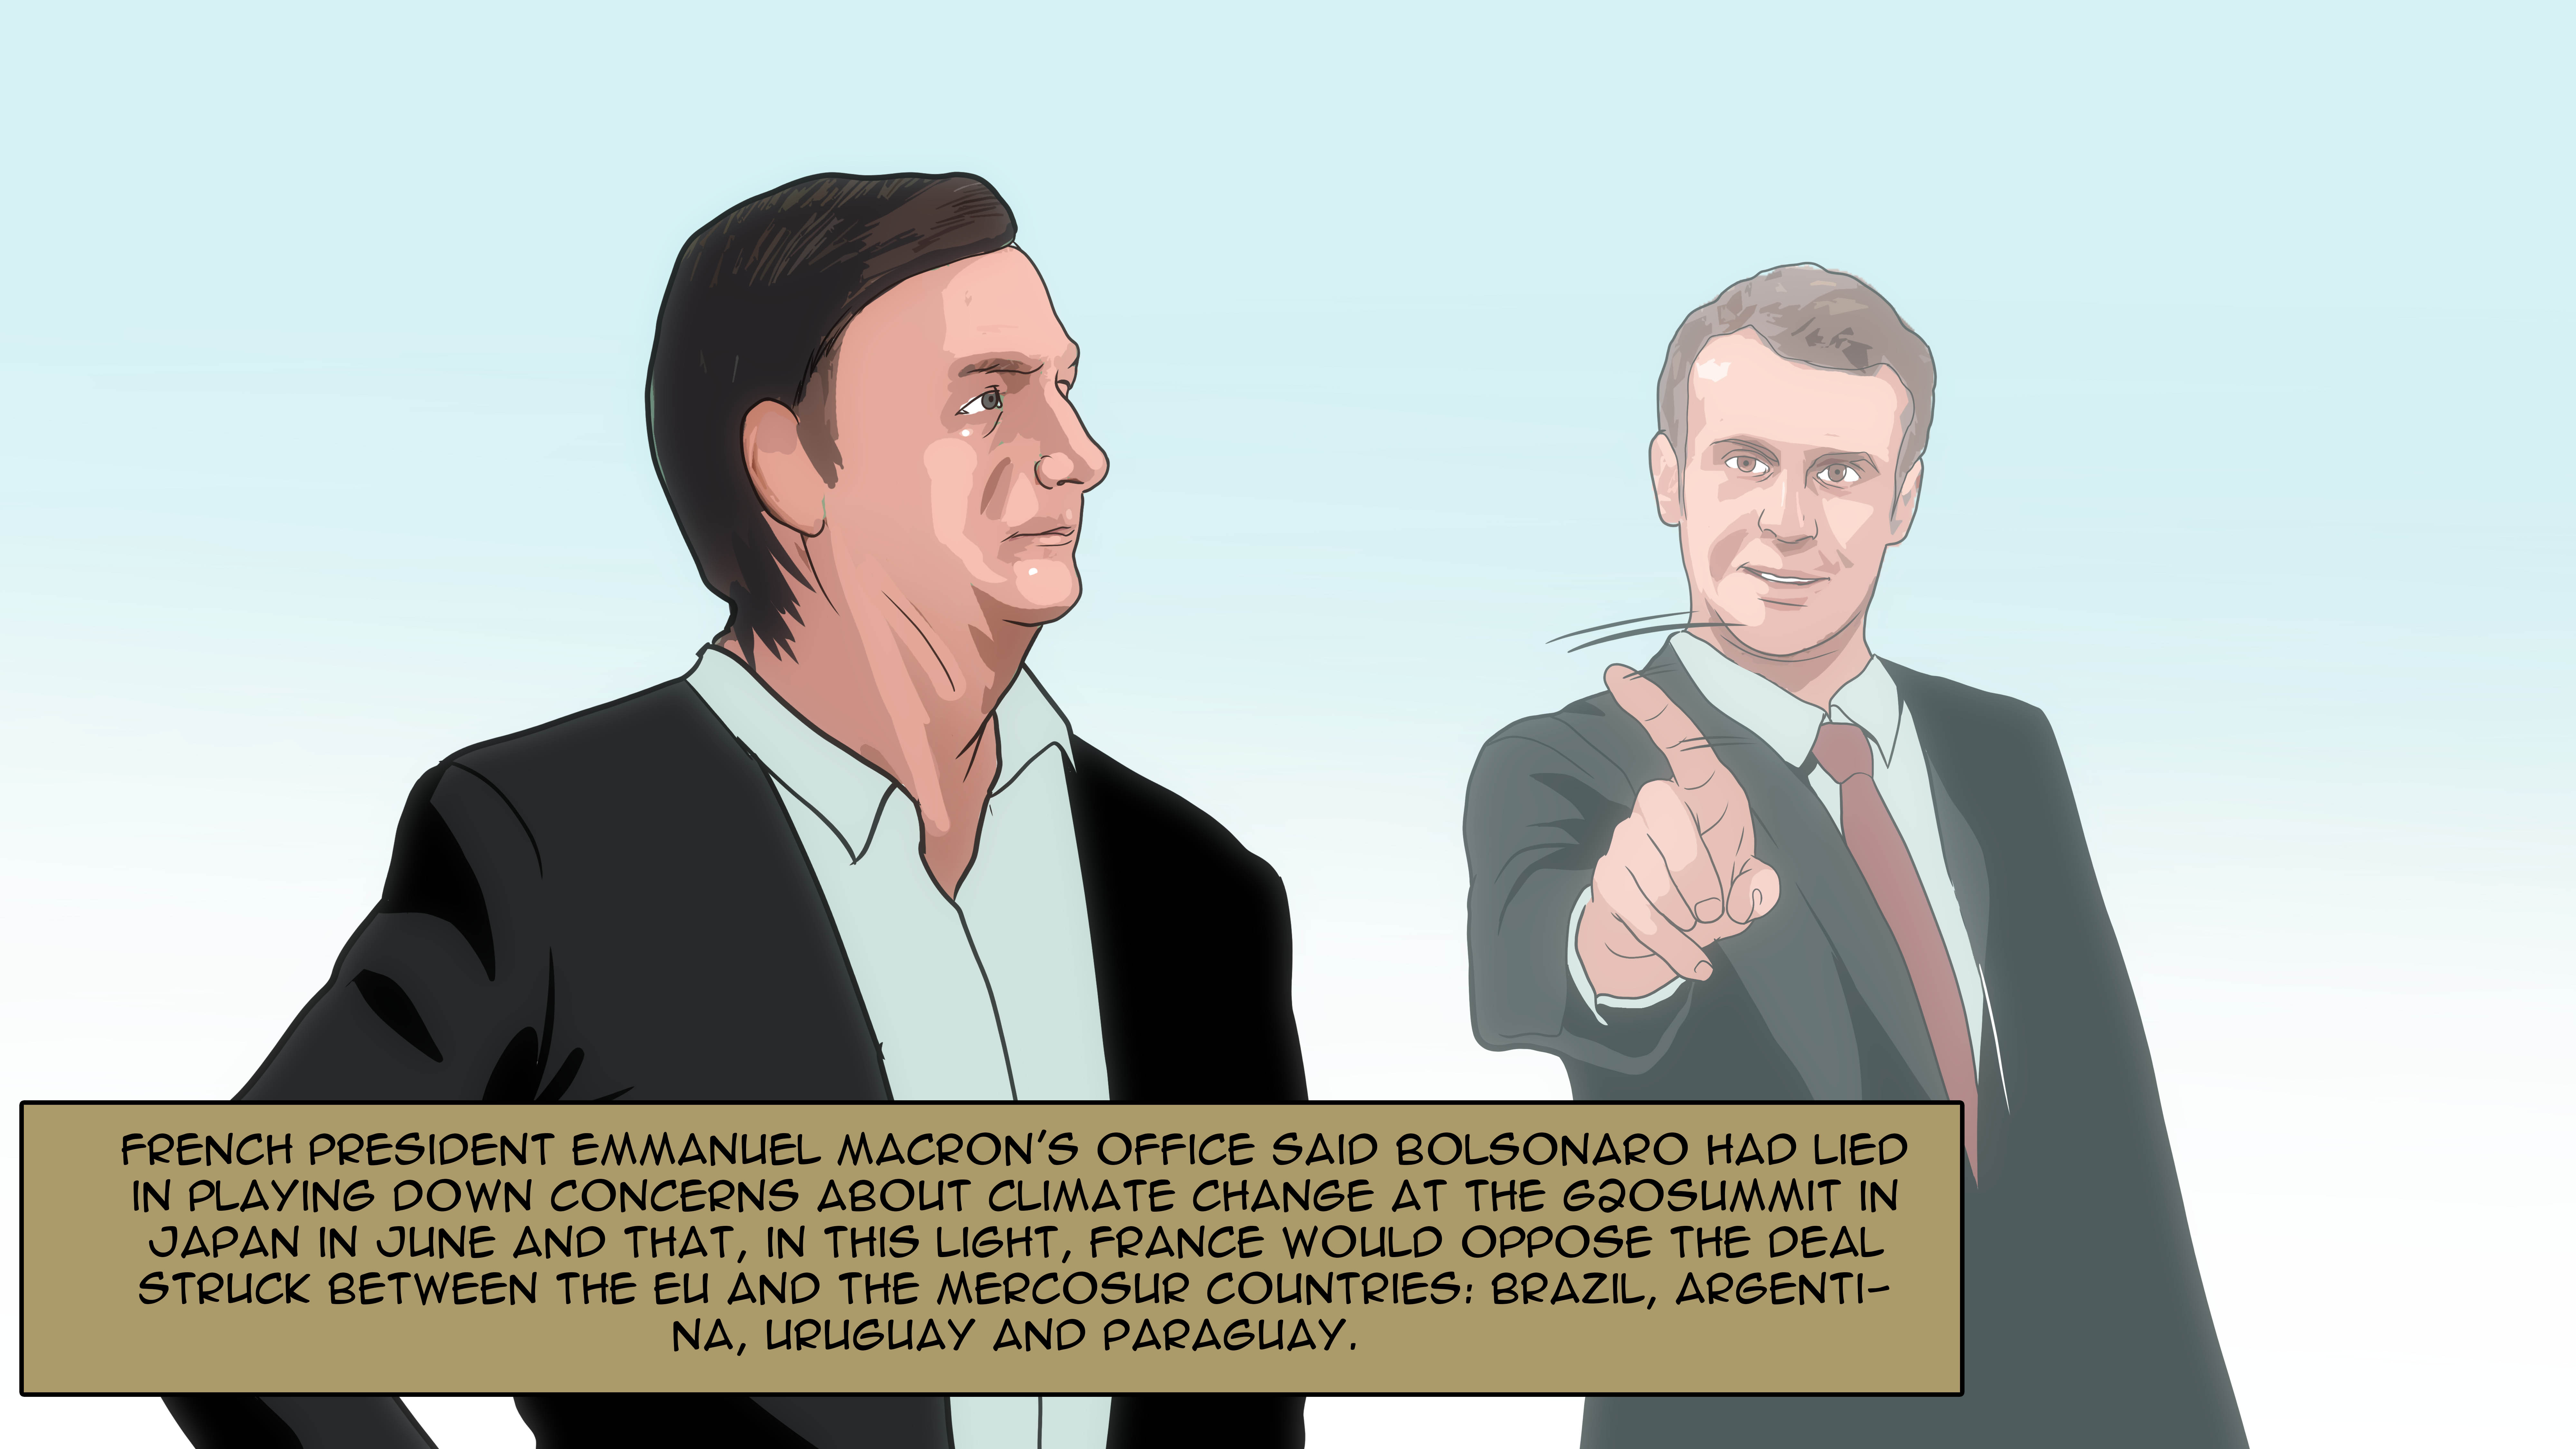 FRENCH PRESIDENT EMMANUEL MACRON'S OFFICE SAID BOLSONARO HAD LIED
IN PLAYING DOWN CONCERNS ABOUT CLIMATE CHANGE AT THE G20SUMMIT IN
JAPAN IN JUNE AND THAT, IN THIS LIGHT, FRANCE WOULD OPPOSE THE DEAL
STRUCK BETWEEN THE EU AND THE MERCOSUR COUNTRIES: BRAZIL, ARGENTI-
NA, URUGUAY AND PARAGUAY.